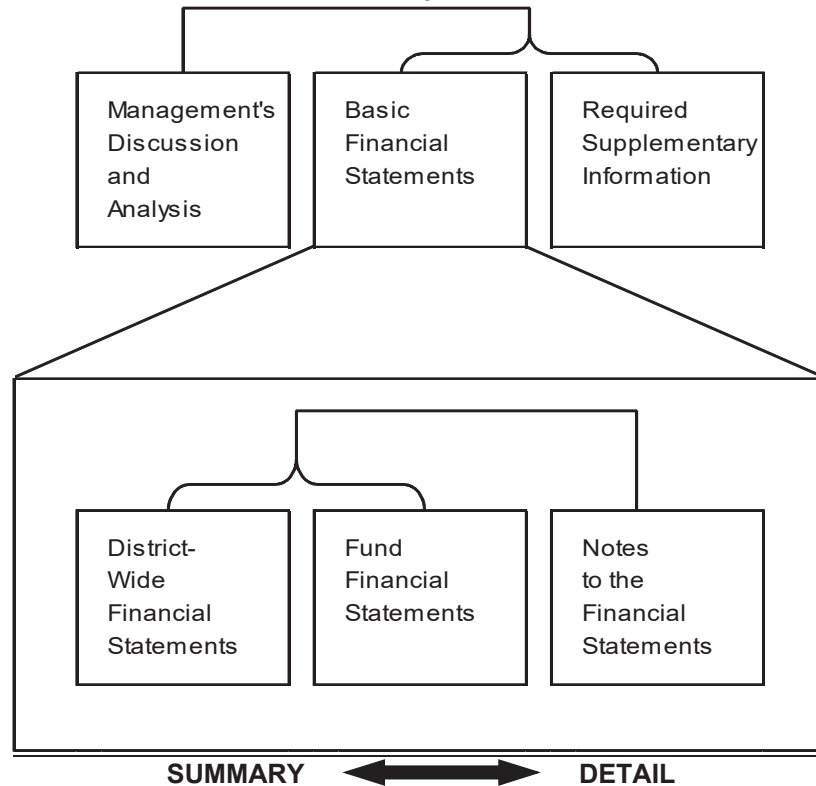 Management's
Discussion
and
Analysis
Basic
Financial
Statements
Required
Supplementary
Information
District-
Wide
Financial
Statements
Fund
Financial
Statements
Notes
to the
Financial
Statements
SUMMARY DETAIL